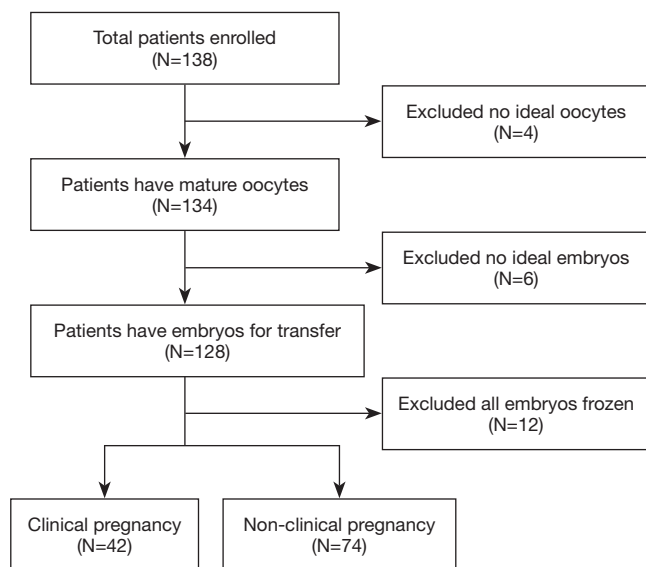 Total patients enrolled
(N=138)
Excluded no ideal oocytes
(N=4)
Patients have mature oocytes
(N=134)
Excluded no ideal embryos
(N=6)
Patients have embryos for transfer
(N=128)
Excluded all embryos frozen
(N=12)
Clinical pregnancy
(N=42)
Non-clinical pregnancy
(N=74)